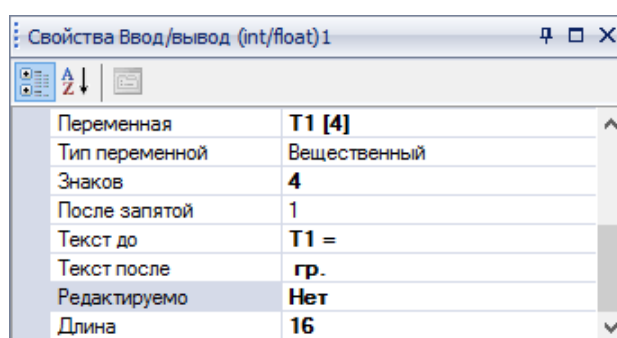 Свойства Ввод/вывод (int/float)1
A Z
Переменная T1 [4]
Тип переменной Вещественный
Знаков 4
После запятой 1
Текст до T1 =
Текст после гр.
Редактируемо Нет
Длина 16